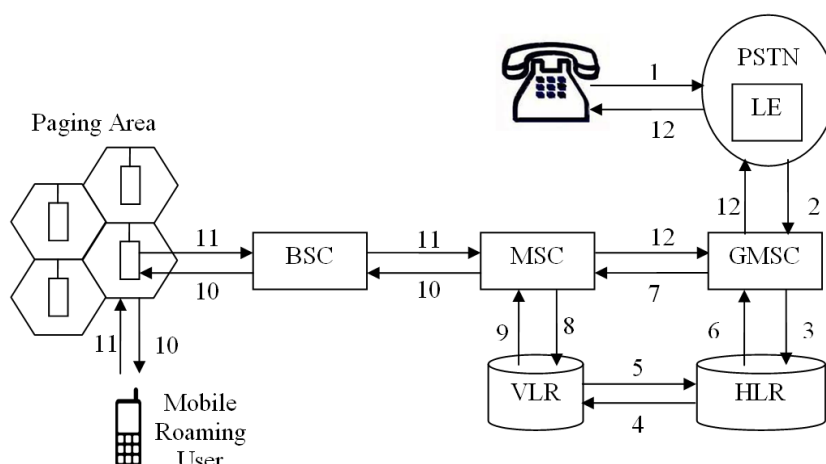 PSTN
LE
1
12
12
2
Paging Area
11
BSC
11
MSC
12
GMSC
10
10
7
11
10
9
8
6
3
VLR
5
HLR
4
Mobile
Roaming
User